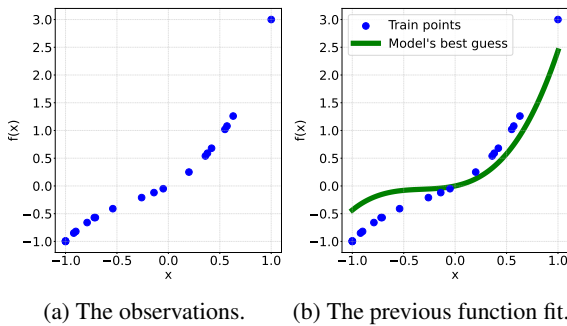 3.0
2.5
2.0
1.5
1.0
0.5
0.0
−0.5
−1.0
f(x)
−1.0 −0.5 0.0 0.5 1.0
x
(a) The observations.
Train points
Model's best guess
3.0
2.5
2.0
1.5
1.0
0.5
0.0
−0.5
−1.0
f(x)
−1.0 −0.5 0.0 0.5 1.0
x
(b) The previous function fit.